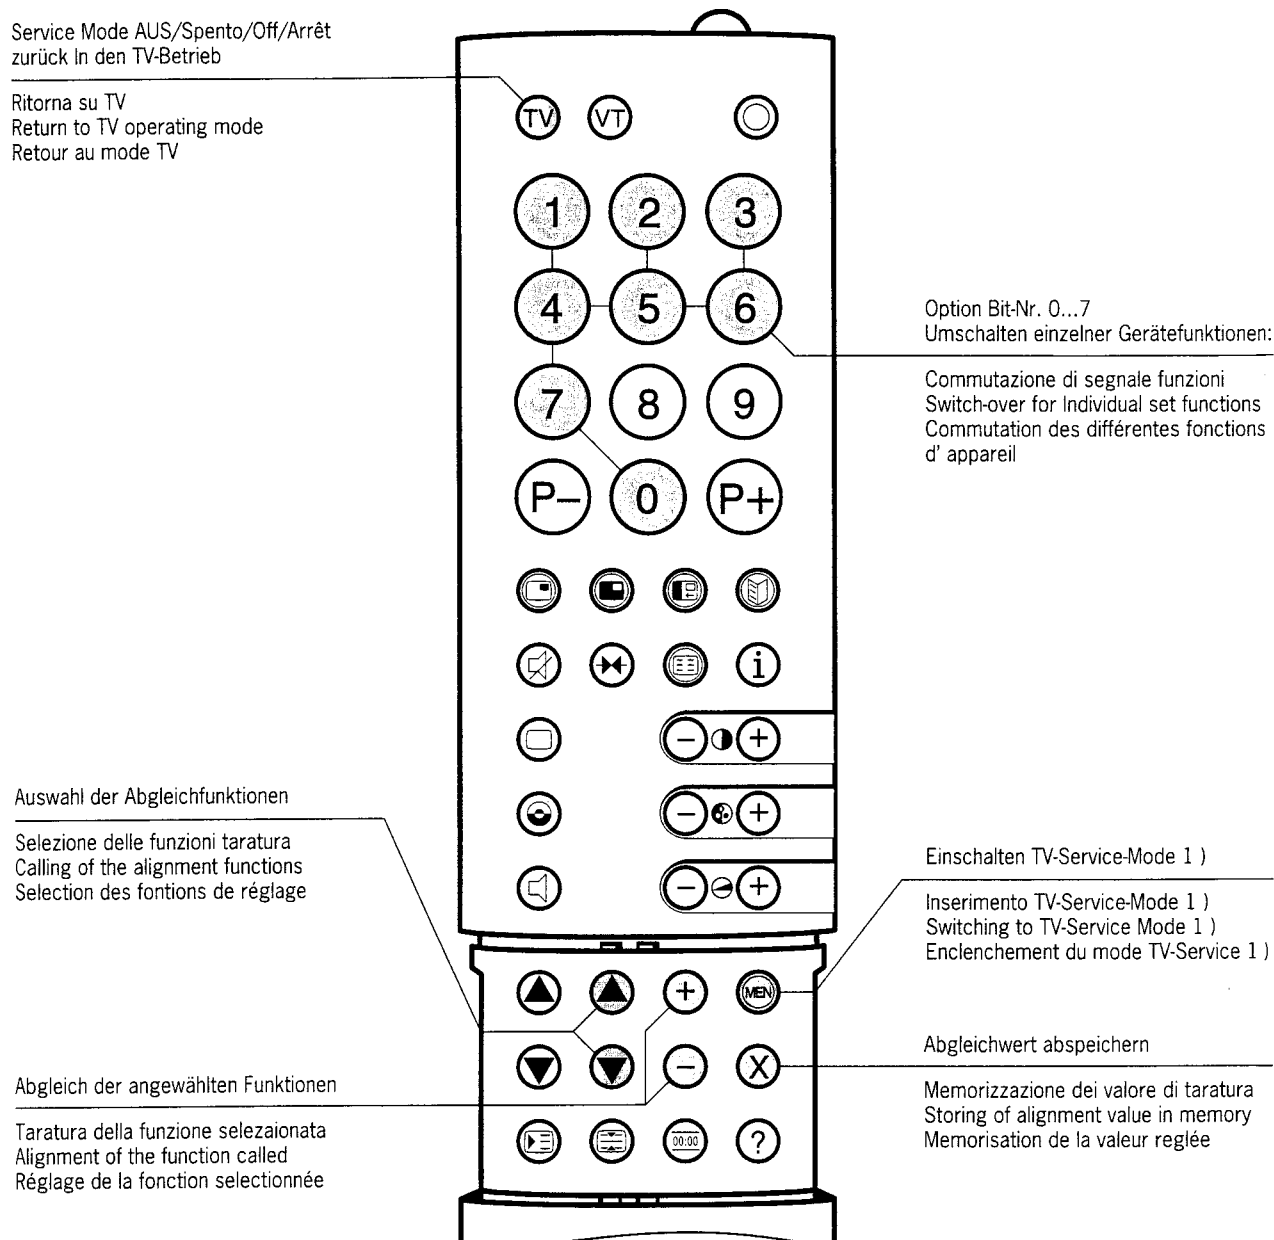 Service Mode AUS/Spento/Off/Arrêt
zurück In den TV-Betrieb
Ritorna su TV
Return to TV operating mode
Retour au mode TV
TV VT
1 2 3
4 5 6
7 8 9
P– 0 P+
Option Bit-Nr. 0...7
Umschalten einzelner Gerätefunktionen:
Commutazione di segnale funzioni
Switch-over for Individual set functions
Commutation des différentes fonctions
d' appareil
i
– +
– +
– +
Auswahl der Abgleichfunktionen
Selezione delle funzioni taratura
Calling of the alignment functions
Selection des fontions de réglage
Einschalten TV-Service-Mode 1 )
Inserimento TV-Service-Mode 1 )
Switching to TV-Service Mode 1 )
Enclenchement du mode TV-Service 1 )
+ MEN
– X
00:00 ?
Abgleichwert abspeichern
Memorizzazione dei valore di taratura
Storing of alignment value in memory
Memorisation de la valeur reglée
Abgleich der angewählten Funktionen
Taratura della funzione selezaionata
Alignment of the function called
Réglage de la fonction selectionnée